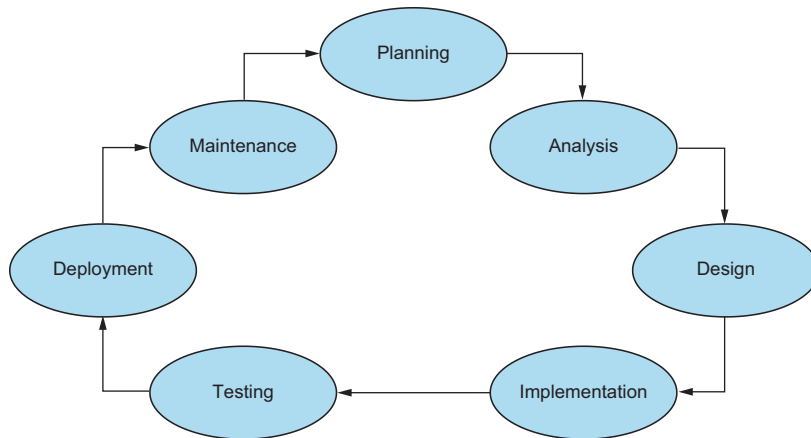 Planning
Analysis
Design
Implementation
Testing
Deployment
Maintenance